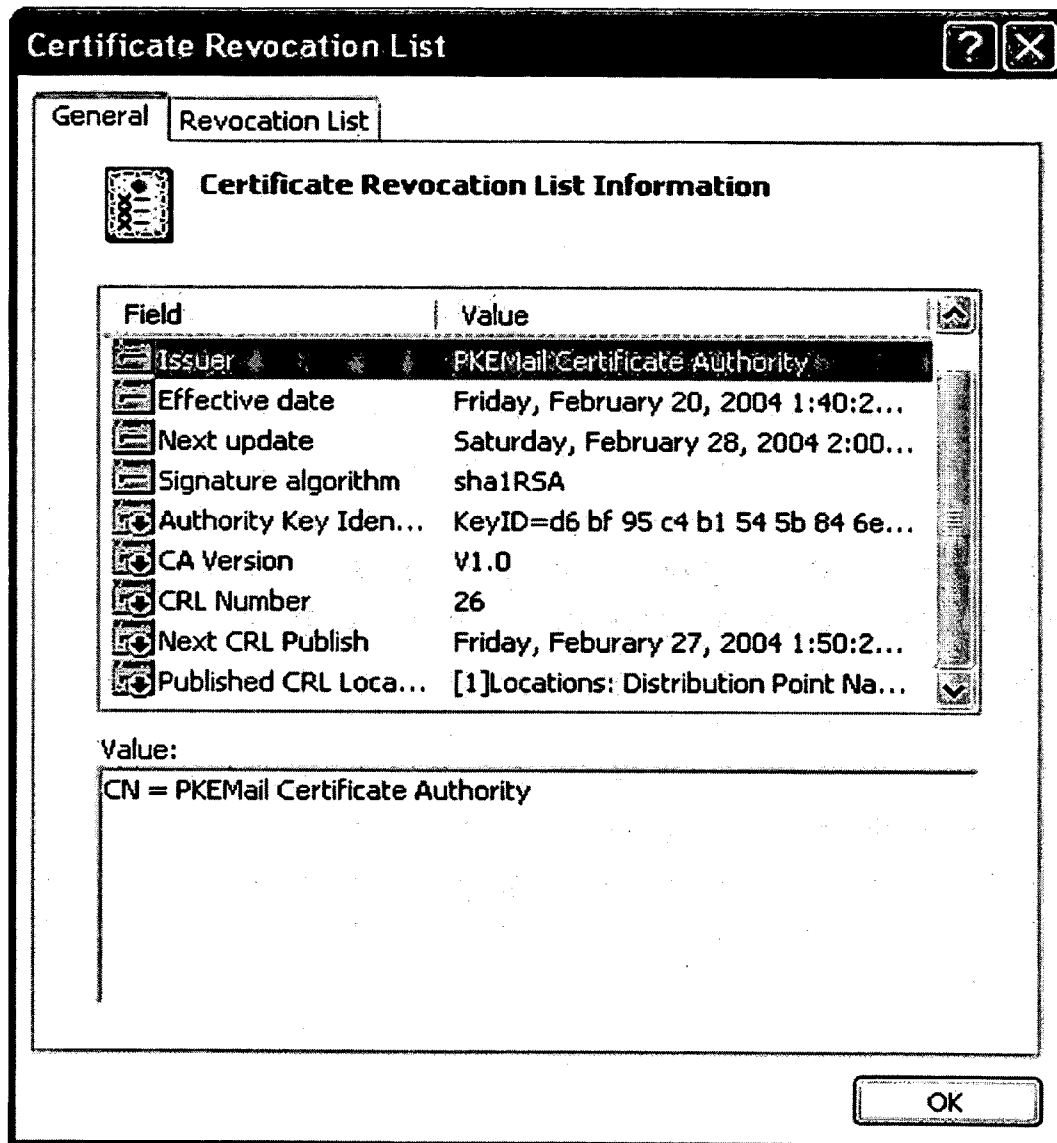 Certificate Revocation List
General Revocation List
Certificate Revocation List Information
Field Value
Issuer PKEMail Certificate Authority
Effective date Friday, February 20, 2004 1:40:2...
Next update Saturday, February 28, 2004 2:00...
Signature algorithm sha1RSA
Authority Key Iden... KeyID=d6 bf 95 c4 b1 54 5b 84 6e...
CA Version V1.0
CRL Number 26
Next CRL Publish Friday, Feburary 27, 2004 1:50:2...
Published CRL Loca... [1]Locations: Distribution Point Na...
Value:
CN = PKEMail Certificate Authority
OK